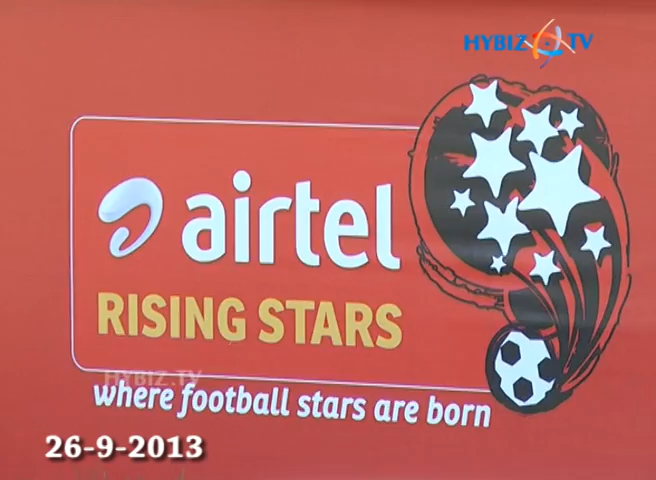 HYBIZ TV
airtel
RISING STARS
HYBIZ.TV
where football stars are born
26-9-2013